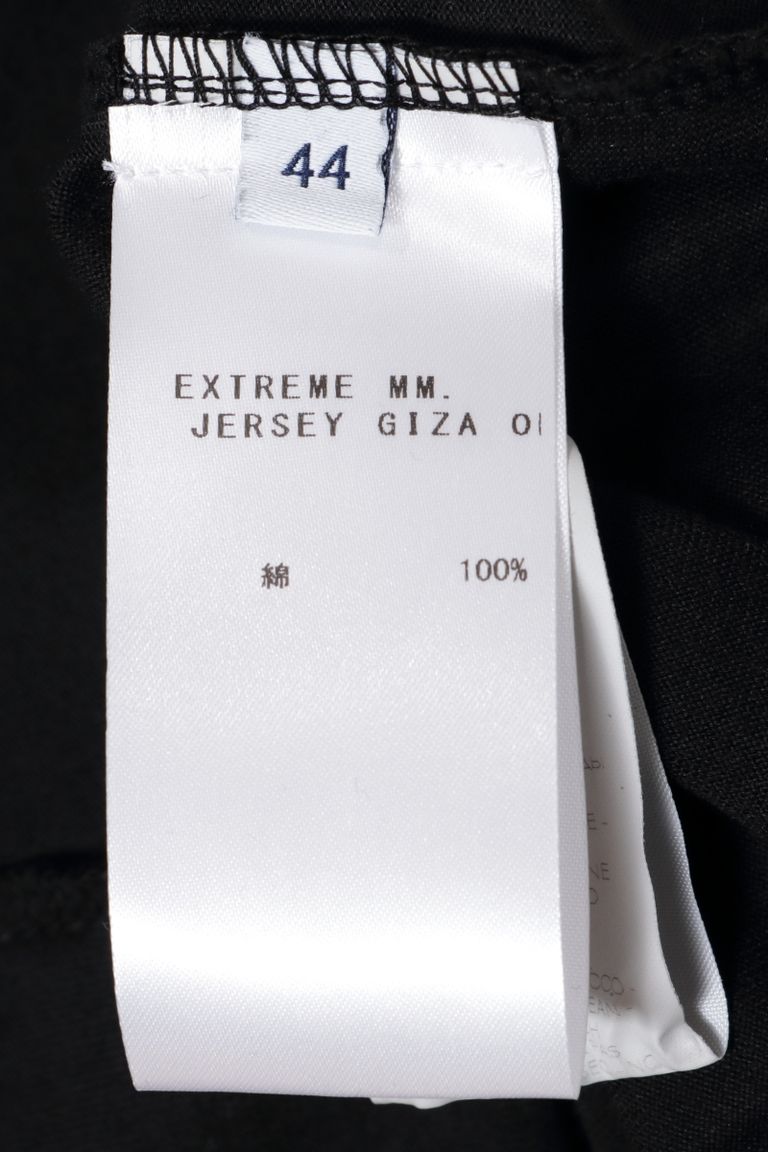 44
EXTREME MM.
JERSEY GIZA
綿 100%